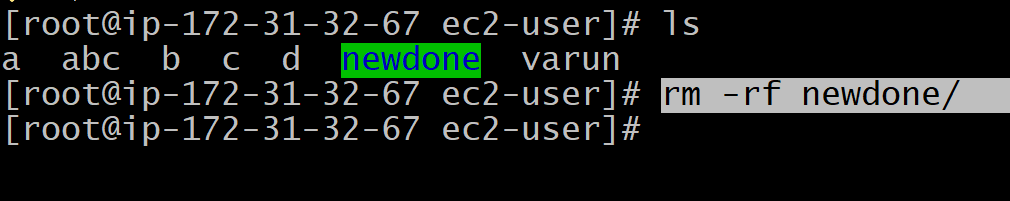 [root@ip-172-31-32-67 ec2-user]# ls
a  abc  b  c  d  newdone  varun
[root@ip-172-31-32-67 ec2-user]# rm -rf newdone/
[root@ip-172-31-32-67 ec2-user]#